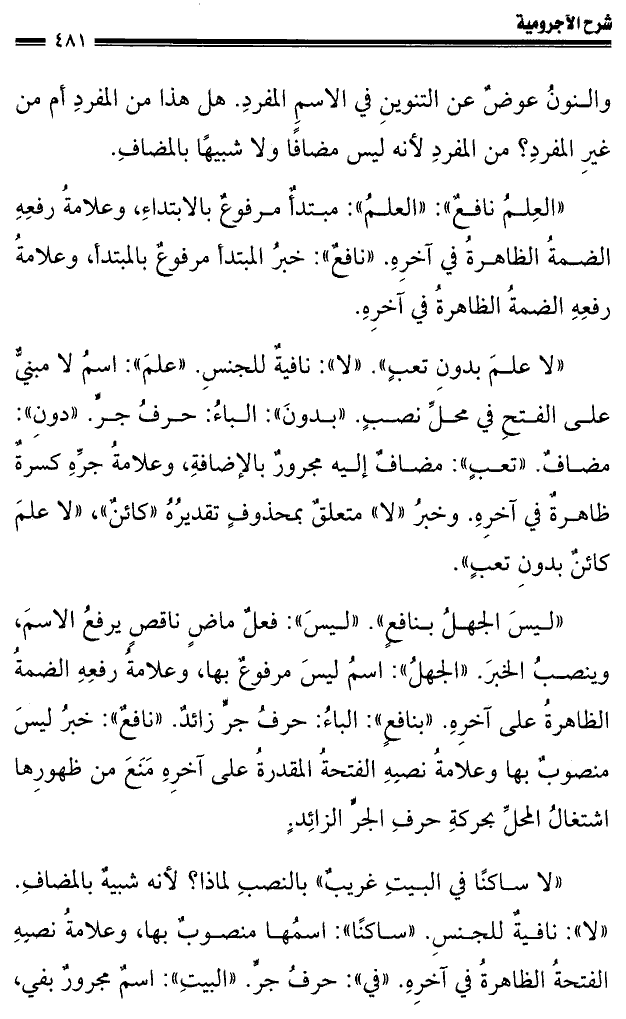 شرح الآجرومية
٤٨١
والنونُ عوضٌ عن التنوينِ في الاسمِ المفردِ. هل هذا من المفردِ أم من
غيرِ المفردِ؟ من المفردِ لأنه ليس مضافًا ولا شبيهًا بالمضافِ.
«العِلمُ نافعٌ»: «العلمُ»: مبتدأٌ مرفوعٌ بالابتداءِ، وعلامةُ رفعِهِ
الضمةُ الظاهرةُ في آخرِهِ. «نافعٌ»: خبرُ المبتدأ مرفوعٌ بالمبتدأ، وعلامةُ
رفعِهِ الضمةُ الظاهرةُ في آخرِهِ.
«لا علمَ بدونِ تعبٍ». «لا»: نافيةٌ للجنسِ. «علمَ»: اسمُ لا مبنيٌّ
على الفتحِ في محلِّ نصبٍ. «بدونَ»: الباءُ: حرفُ جرٍّ. «دونِ»:
مضافٌ. «تعبٍ»: مضافٌ إليه مجرورٌ بالإضافةِ، وعلامةُ جرِّهِ كسرةٌ
ظاهرةٌ في آخرِهِ. وخبرُ «لا» متعلقٌ بمحذوفٍ تقديرُهُ «كائنٌ»، «لا علمَ
كائنٌ بدونِ تعبٍ».
«ليسَ الجهلُ بنافعٍ». «ليسَ»: فعلٌ ماضٍ ناقصٍ يرفعُ الاسمَ،
وينصبُ الخبرَ. «الجهلُ»: اسمُ ليسَ مرفوعٌ بها، وعلامةُ رفعِهِ الضمةُ
الظاهرةُ على آخرِهِ. «بنافعٍ»: الباءُ: حرفُ جرٍّ زائدٌ. «نافعٌ»: خبرُ ليسَ
منصوبٌ بها وعلامةُ نصبِهِ الفتحةُ المقدرةُ على آخرِهِ مَنَعَ من ظهورِها
اشتغالُ المحلِّ بحركةِ حرفِ الجرِّ الزائدِ.
«لا ساكنًا في البيتِ غريبٌ» بالنصبِ لماذا؟ لأنه شبيهٌ بالمضافِ.
«لا»: نافيةٌ للجنسِ. «ساكنًا»: اسمُها منصوبٌ بها، وعلامةُ نصبِهِ
الفتحةُ الظاهرةُ في آخرِهِ. «في»: حرفُ جرٍّ. «البيتِ»: اسمٌ مجرورٌ بفي،